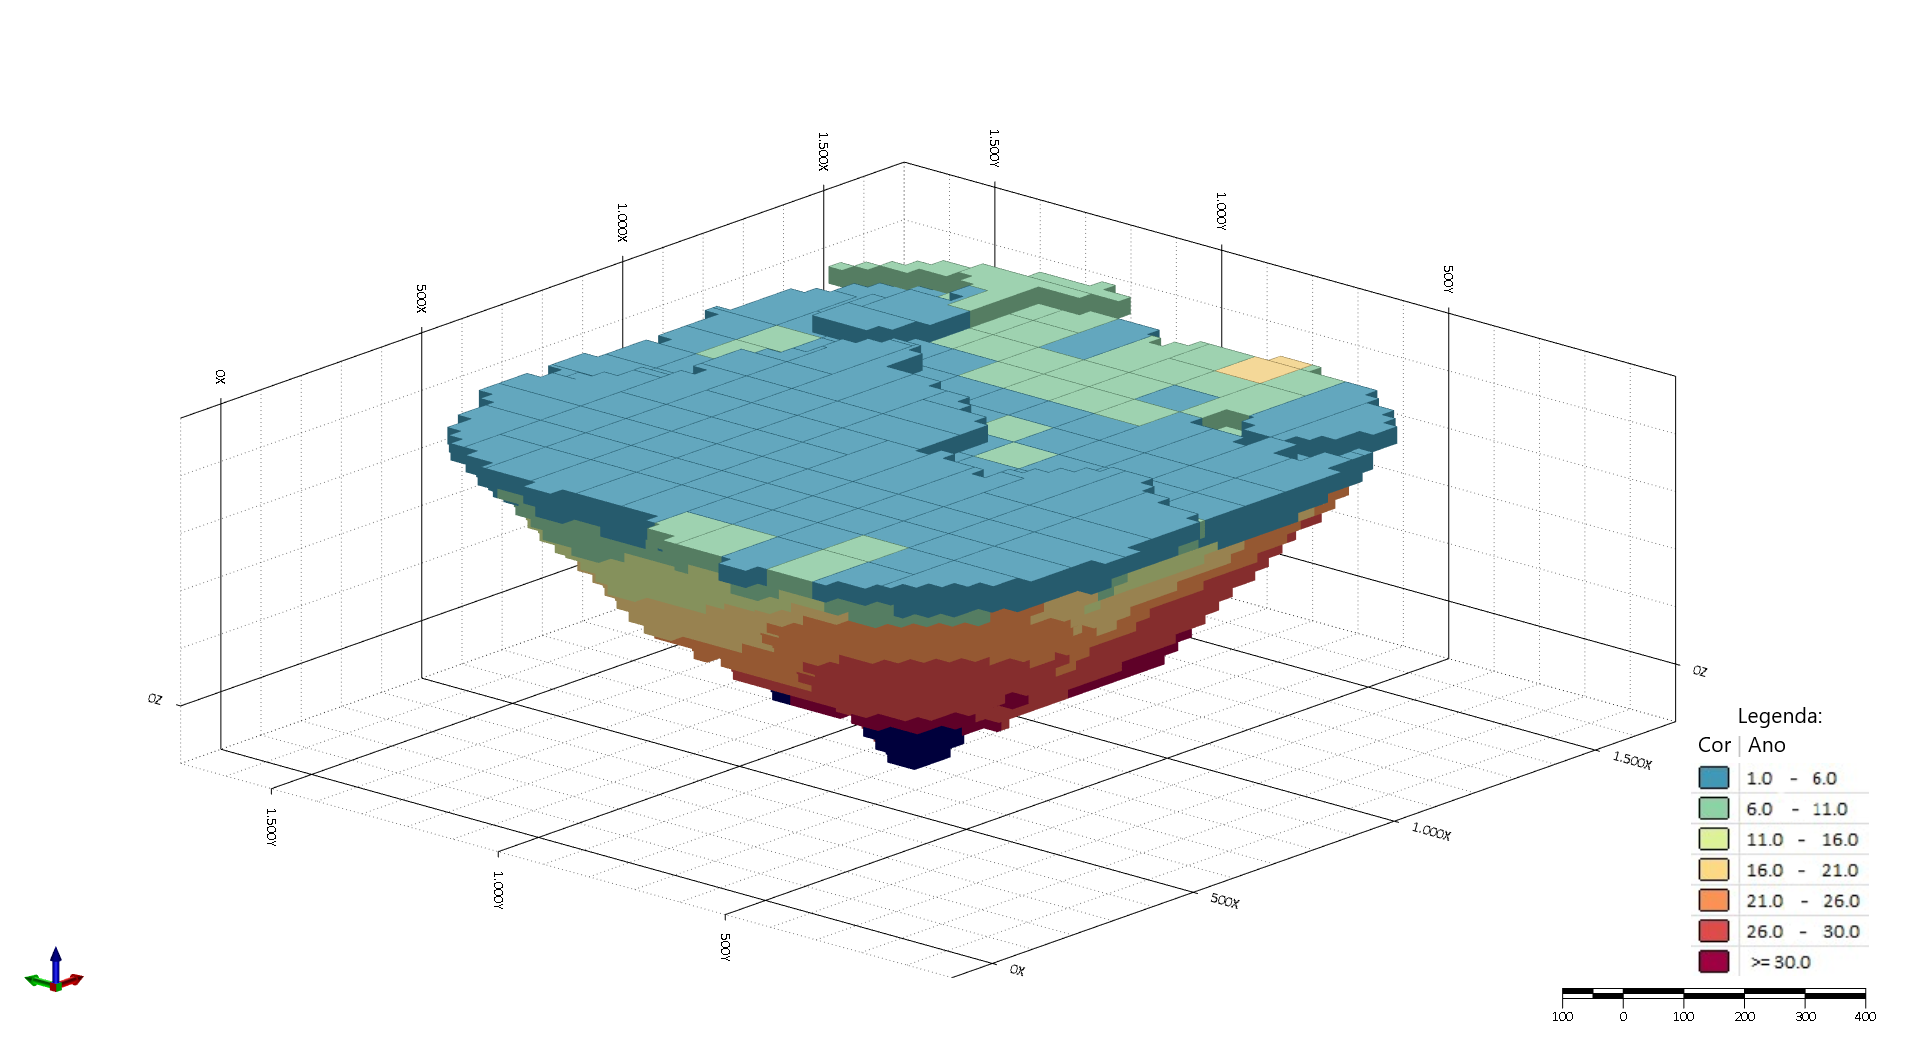 1.500X
1.500Y
1.000X
1.000Y
500X
500Y
0X
0Z
0Z
1.500X
1.000X
500X
0X
1.500Y
1.000Y
500Y
Legenda:
Cor Ano
1.0 - 6.0
6.0 - 11.0
11.0 - 16.0
16.0 - 21.0
21.0 - 26.0
26.0 - 30.0
>= 30.0
100 0 100 200 300 400